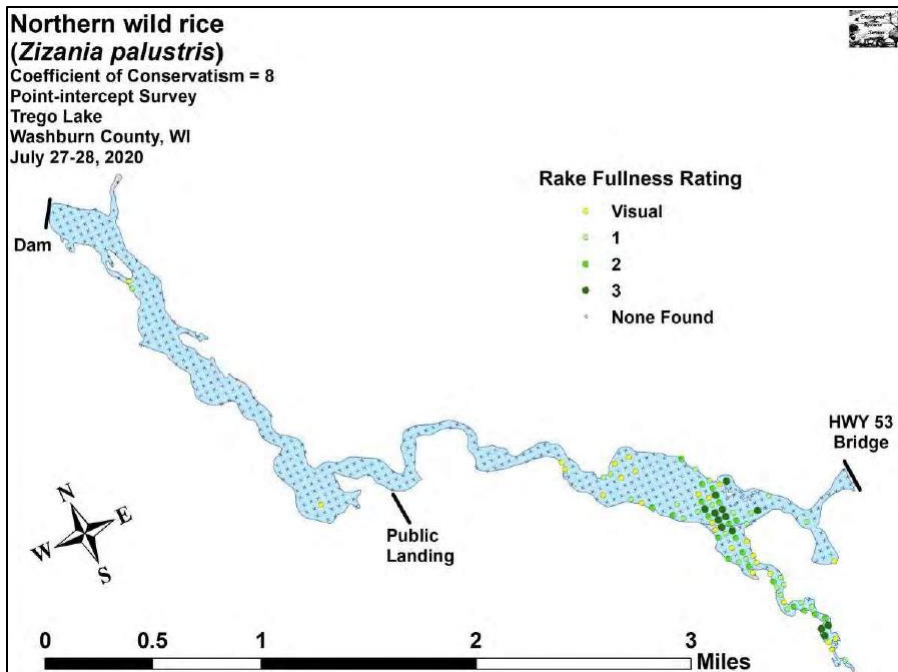 Northern wild rice
(Zizania palustris)
Coefficient of Conservatism = 8
Point-intercept Survey
Trego Lake
Washburn County, WI
July 27-28, 2020
Rake Fullness Rating
Visual
1
2
3
None Found
Dam
HWY 53
Bridge
Public
Landing
N
E
W
S
0
0.5
1
2
3
Miles